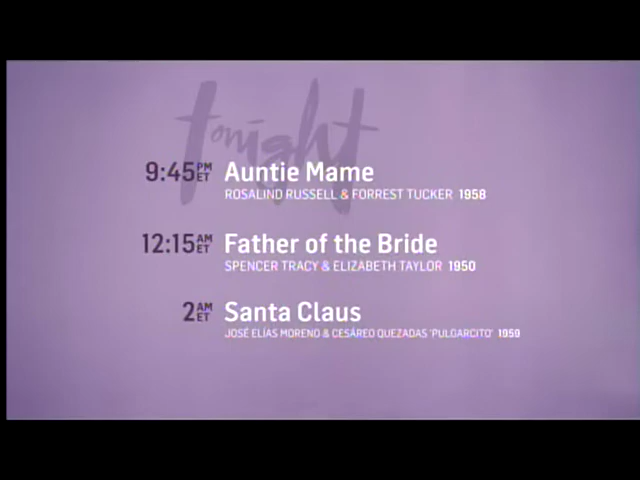 tonight
9:45 PM ET Auntie Mame
ROSALIND RUSSELL & FORREST TUCKER 1958
12:15 AM ET Father of the Bride
SPENCER TRACY & ELIZABETH TAYLOR 1950
2 AM ET Santa Claus
JOSÉ ELÍAS MORENO & CESÁREO QUEZADAS 'PULGARCITO' 1959